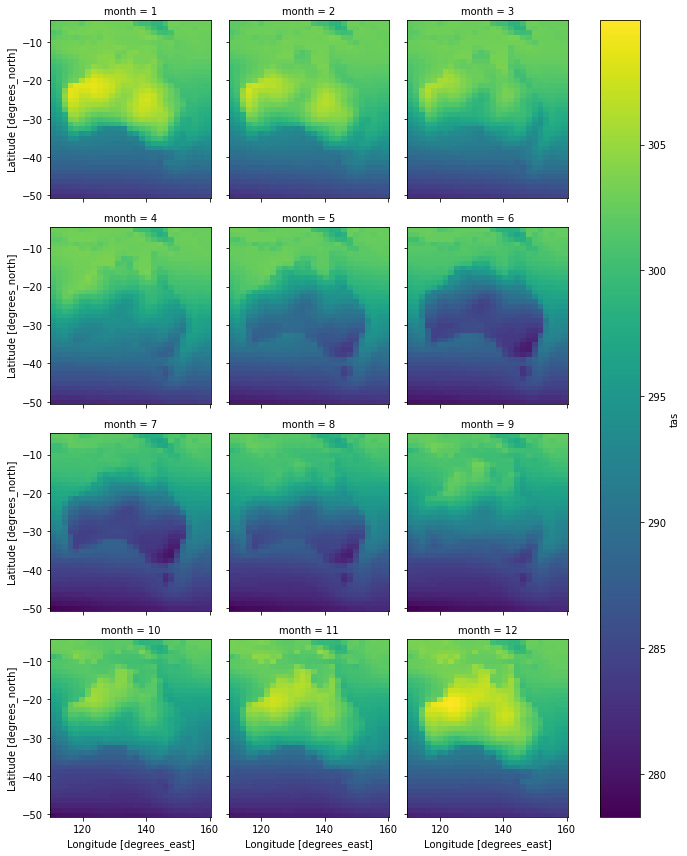 month = 1
month = 2
month = 3
Latitude [degrees_north]
−10
−20
−30
−40
−50
month = 4
month = 5
month = 6
Latitude [degrees_north]
−10
−20
−30
−40
−50
month = 7
month = 8
month = 9
Latitude [degrees_north]
−10
−20
−30
−40
−50
month = 10
month = 11
month = 12
Latitude [degrees_north]
−10
−20
−30
−40
−50
120 140 160
120 140 160
120 140 160
Longitude [degrees_east]
Longitude [degrees_east]
Longitude [degrees_east]
305
300
295
290
285
280
tas